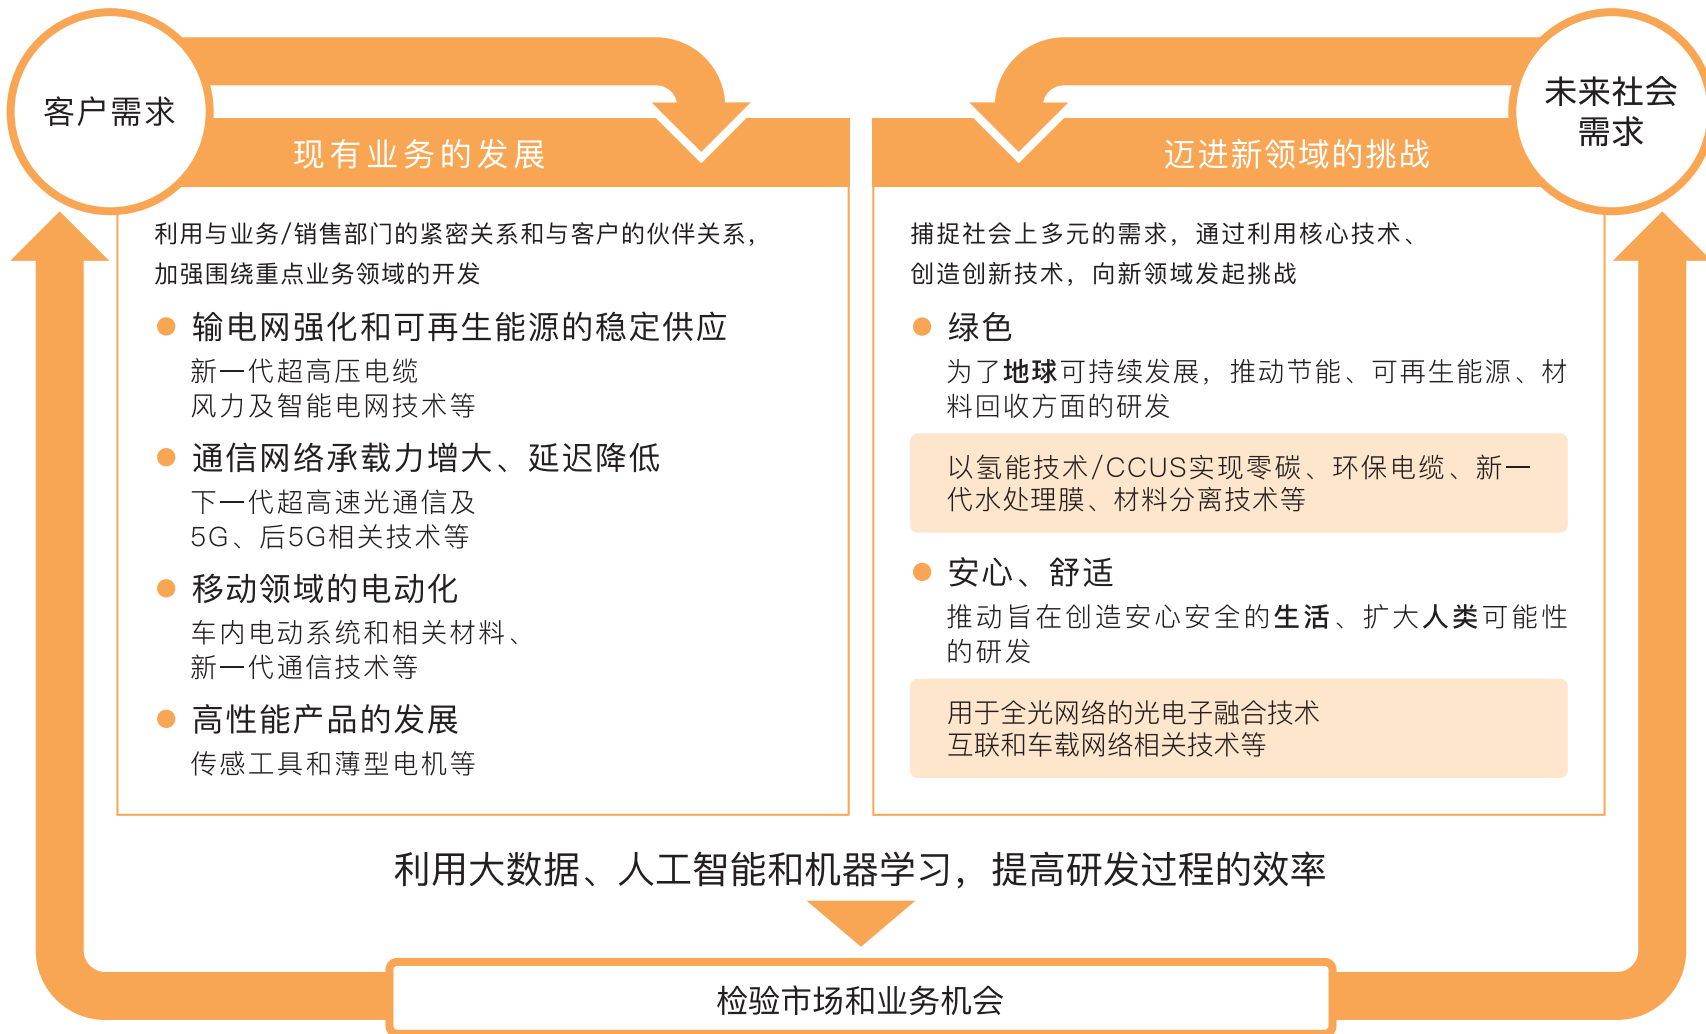 客户需求
现有业务的发展
利用与业务/销售部门的紧密关系和与客户的伙伴关系，
加强围绕重点业务领域的开发
输电网强化和可再生能源的稳定供应
新一代超高压电缆
风力及智能电网技术等
通信网络承载力增大、延迟降低
下一代超高速光通信及
5G、后5G相关技术等
移动领域的电动化
车内电动系统和相关材料、
新一代通信技术等
高性能产品的发展
传感工具和薄型电机等
未来社会
需求
迈进新领域的挑战
捕捉社会上多元的需求，通过利用核心技术、
创造创新技术，向新领域发起挑战
绿色
为了地球可持续发展，推动节能、可再生能源、材
料回收方面的研发
以氢能技术/CCUS实现零碳、环保电缆、新一
代水处理膜、材料分离技术等
安心、舒适
推动旨在创造安心安全的生活、扩大人类可能性
的研发
用于全光网络的光电子融合技术
互联和车载网络相关技术等
利用大数据、人工智能和机器学习，提高研发过程的效率
检验市场和业务机会